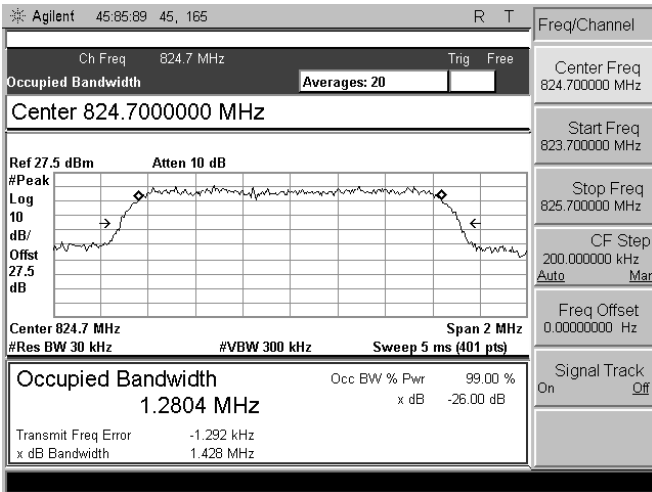 Agilent 45:85:89 45, 165 R T
Freq/Channel
Ch Freq 824.7 MHz Trig Free
Occupied Bandwidth Averages: 20
Center 824.7000000 MHz
Ref 27.5 dBm Atten 10 dB
#Peak
Log
10
dB/
Offst
27.5
dB
Center 824.7 MHz Span 2 MHz
#Res BW 30 kHz #VBW 300 kHz Sweep 5 ms (401 pts)
Occupied Bandwidth Occ BW % Pwr 99.00 %
1.2804 MHz x dB -26.00 dB
Transmit Freq Error -1.292 kHz
x dB Bandwidth 1.428 MHz
Center Freq
824.700000 MHz
Start Freq
823.700000 MHz
Stop Freq
825.700000 MHz
CF Step
200.000000 kHz
Auto Mar
Freq Offset
0.00000000 Hz
Signal Track
On Off